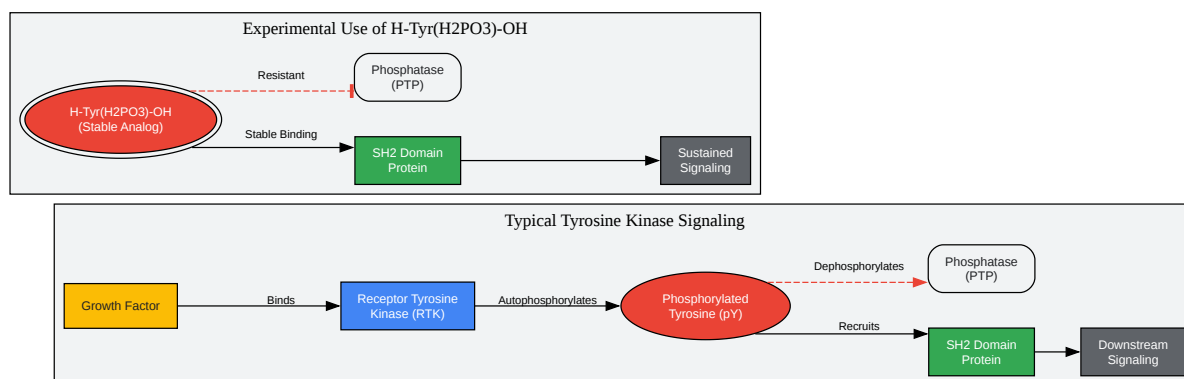 Experimental Use of H-Tyr(H2PO3)-OH
H-Tyr(H2PO3)-OH
(Stable Analog)
Resistant
Phosphatase
(PTP)
Stable Binding
SH2 Domain
Protein
Sustained
Signaling
Typical Tyrosine Kinase Signaling
Growth Factor
Binds
Receptor Tyrosine
Kinase (RTK)
Autophosphorylates
Phosphorylated
Tyrosine (pY)
Dephosphorylates
Phosphatase
(PTP)
Recruits
SH2 Domain
Protein
Downstream
Signaling